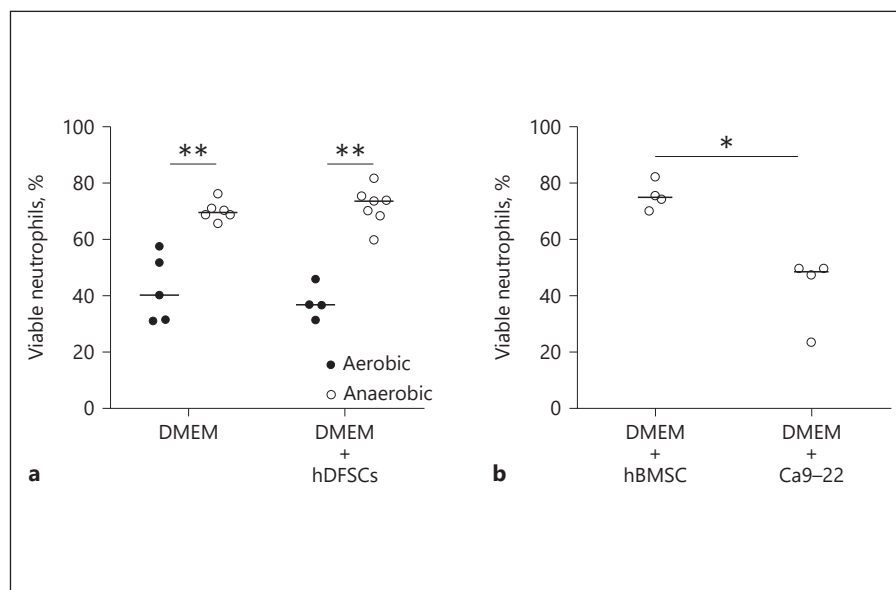 100
80
60
40
20
0
Viable neutrophils, %
**
**
Aerobic
Anaerobic
DMEM
DMEM
+
hDFSCs
a
100
80
60
40
20
0
Viable neutrophils, %
*
DMEM
+
hBMSC
DMEM
+
Ca9–22
b